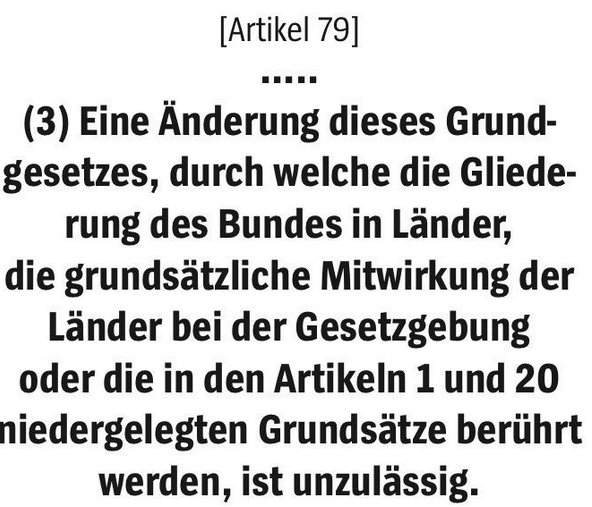 [Artikel 79]
.....
(3) Eine Änderung dieses Grund-
gesetzes, durch welche die Gliede-
rung des Bundes in Länder,
die grundsätzliche Mitwirkung der
Länder bei der Gesetzgebung
oder die in den Artikeln 1 und 20
niedergelegten Grundsätze berührt
werden, ist unzulässig.